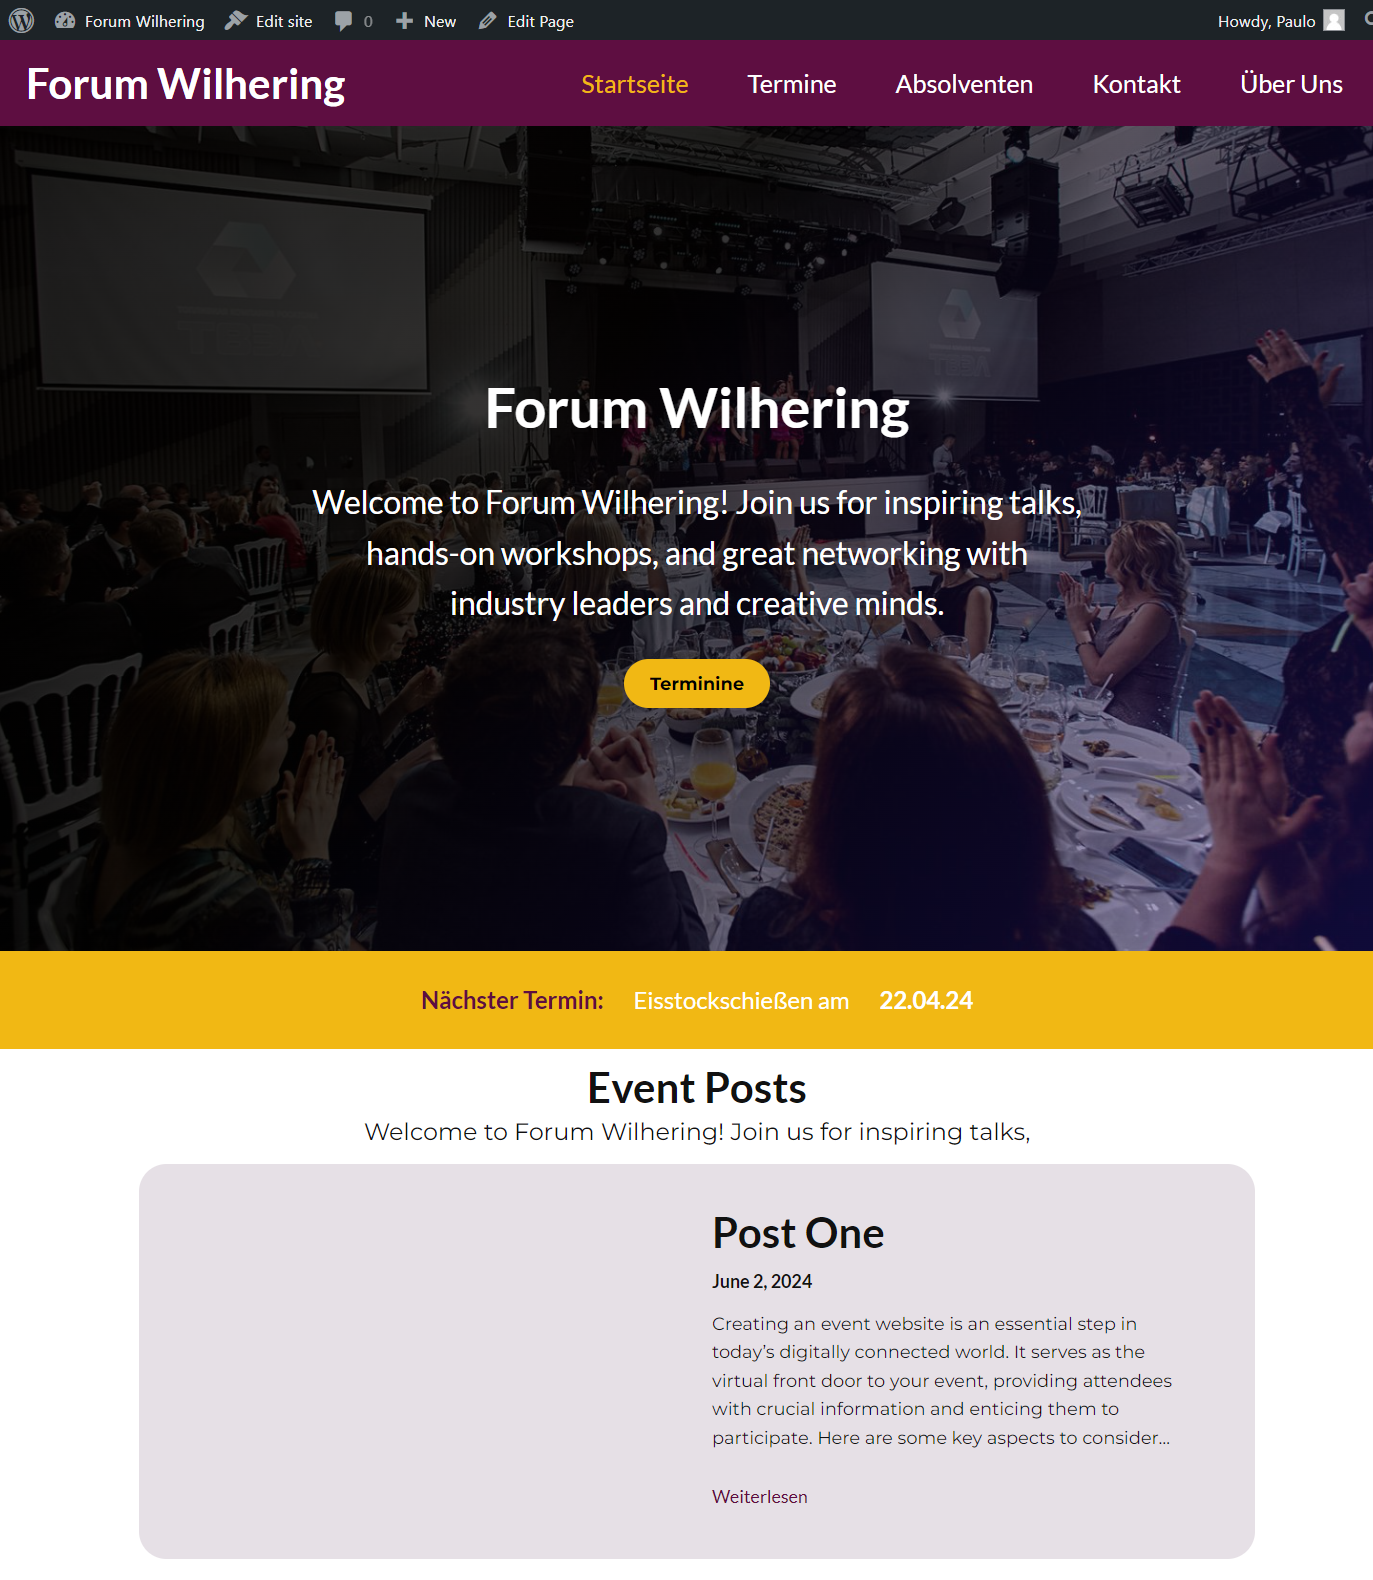 Forum Wilhering Edit site 0 New Edit Page Howdy, Paulo
Forum Wilhering Startseite Termine Absolventen Kontakt Über Uns
Forum Wilhering
Welcome to Forum Wilhering! Join us for inspiring talks,
hands-on workshops, and great networking with
industry leaders and creative minds.
Terminine
Nächster Termin: Eisstockschießen am 22.04.24
Event Posts
Welcome to Forum Wilhering! Join us for inspiring talks,
Post One
June 2, 2024
Creating an event website is an essential step in
today’s digitally connected world. It serves as the
virtual front door to your event, providing attendees
with crucial information and enticing them to
participate. Here are some key aspects to consider…
Weiterlesen